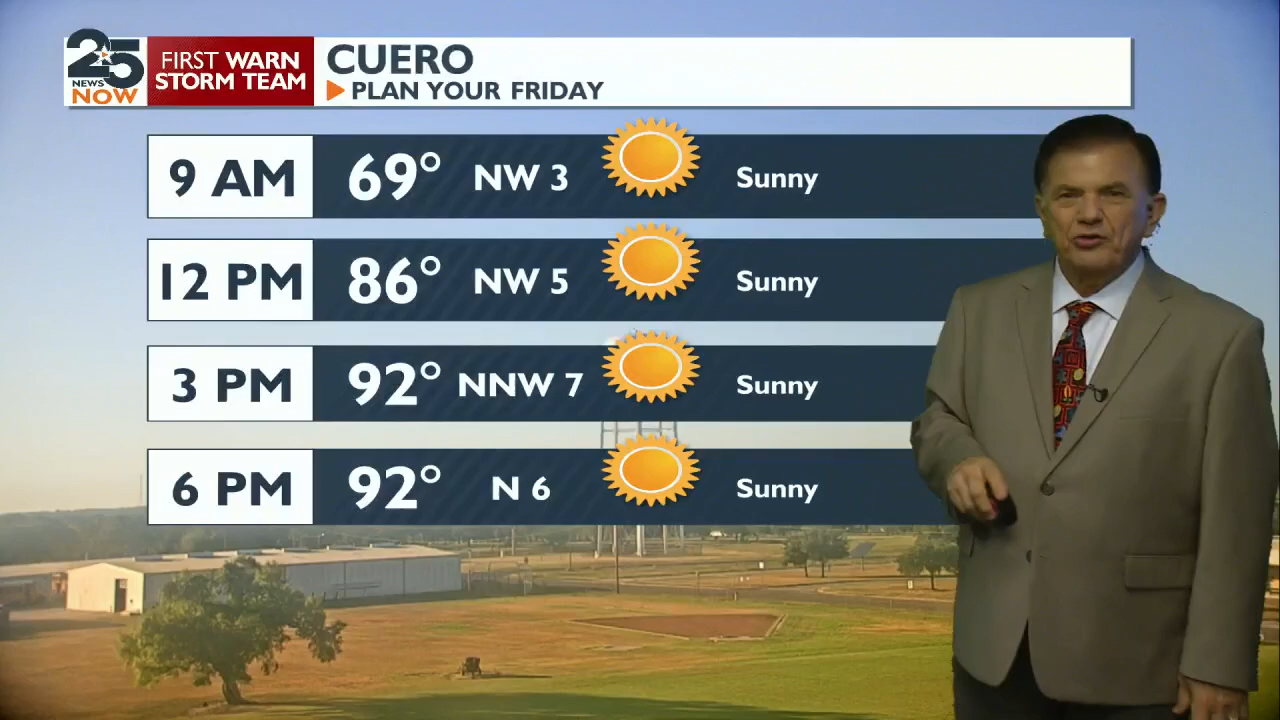 25
NEWS
NOW
FIRST WARN
STORM TEAM
CUERO
PLAN YOUR FRIDAY
9 AM 69° NW 3 Sunny
12 PM 86° NW 5 Sunny
3 PM 92° NNW 7 Sunny
6 PM 92° N 6 Sunny